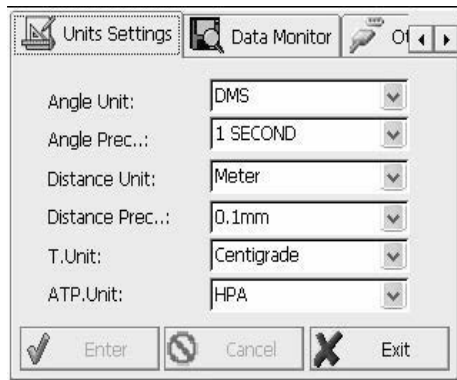 Units Settings Data Monitor
Angle Unit: DMS
Angle Prec..: 1 SECOND
Distance Unit: Meter
Distance Prec..: 0.1mm
T.Unit: Centigrade
ATP.Unit: HPA
Enter Cancel Exit